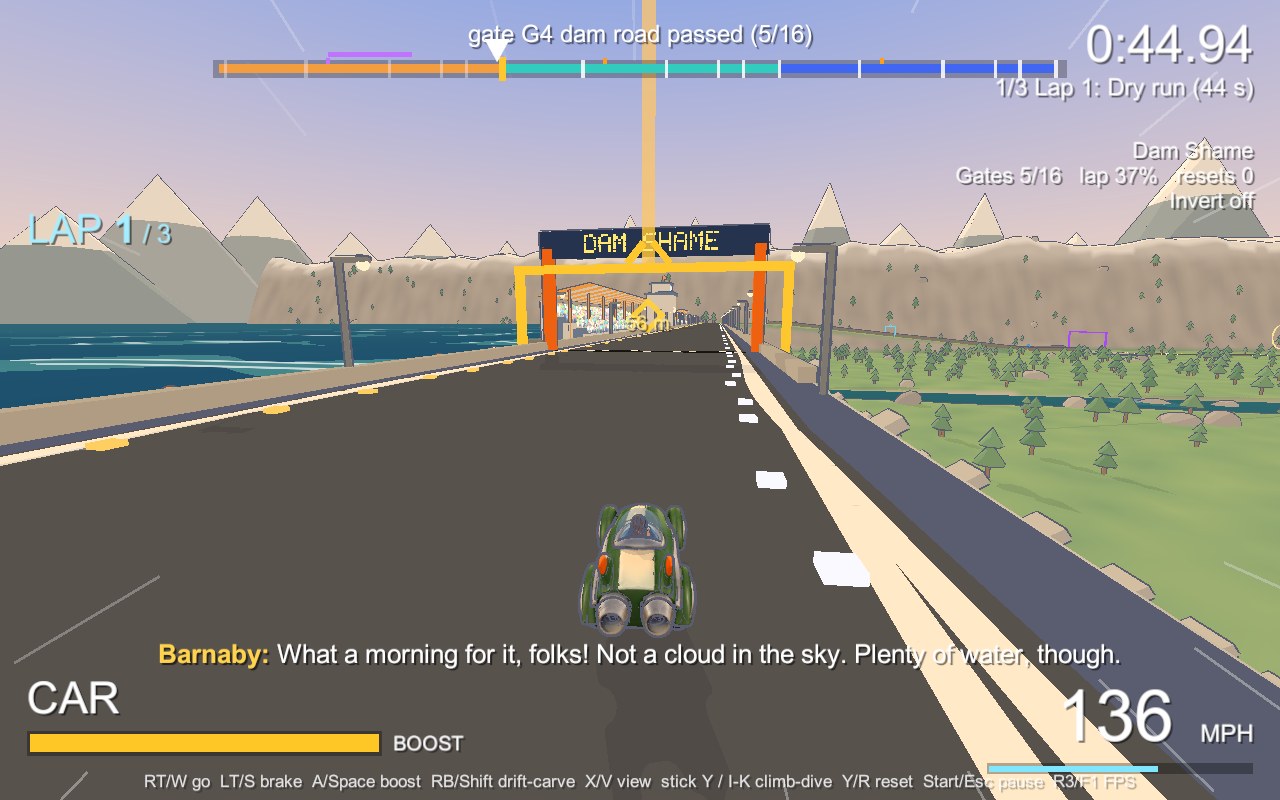 gate G4 dam road passed (5/16)
0:44.94
1/3 Lap 1: Dry run (44 s)
Dam Shame
Gates 5/16 lap 37% resets 0
Invert off
LAP 1 / 3
DAM SHAME
56 m
Barnaby: What a morning for it, folks! Not a cloud in the sky. Plenty of water, though.
CAR
BOOST
136 MPH
RT/W go LT/S brake A/Space boost RB/Shift drift-carve X/V view stick Y / I-K climb-dive Y/R reset Start/Esc pause R3/F1 FPS